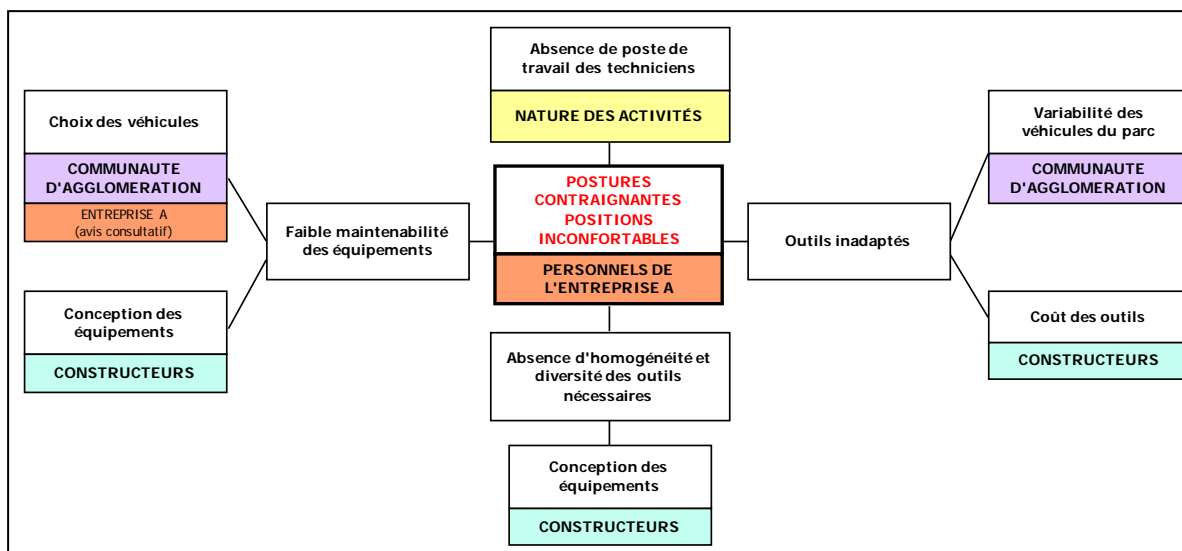 Absence de poste de
travail des techniciens
NATURE DES ACTIVITÉS
Choix des véhicules
COMMUNAUTE
D'AGGLOMERATION
ENTREPRISE A
(avis consultatif)
Variabilité des
véhicules du parc
COMMUNAUTE
D'AGGLOMERATION
Faible maintenabilité
des équipements
POSTURES
CONTRAIGNANTES
POSITIONS
INCONFORTABLES
PERSONNELS DE
L'ENTREPRISE A
Outils inadaptés
Conception des
équipements
CONSTRUCTEURS
Coût des outils
CONSTRUCTEURS
Absence d'homogénéité et
diversité des outils
nécessaires
Conception des
équipements
CONSTRUCTEURS